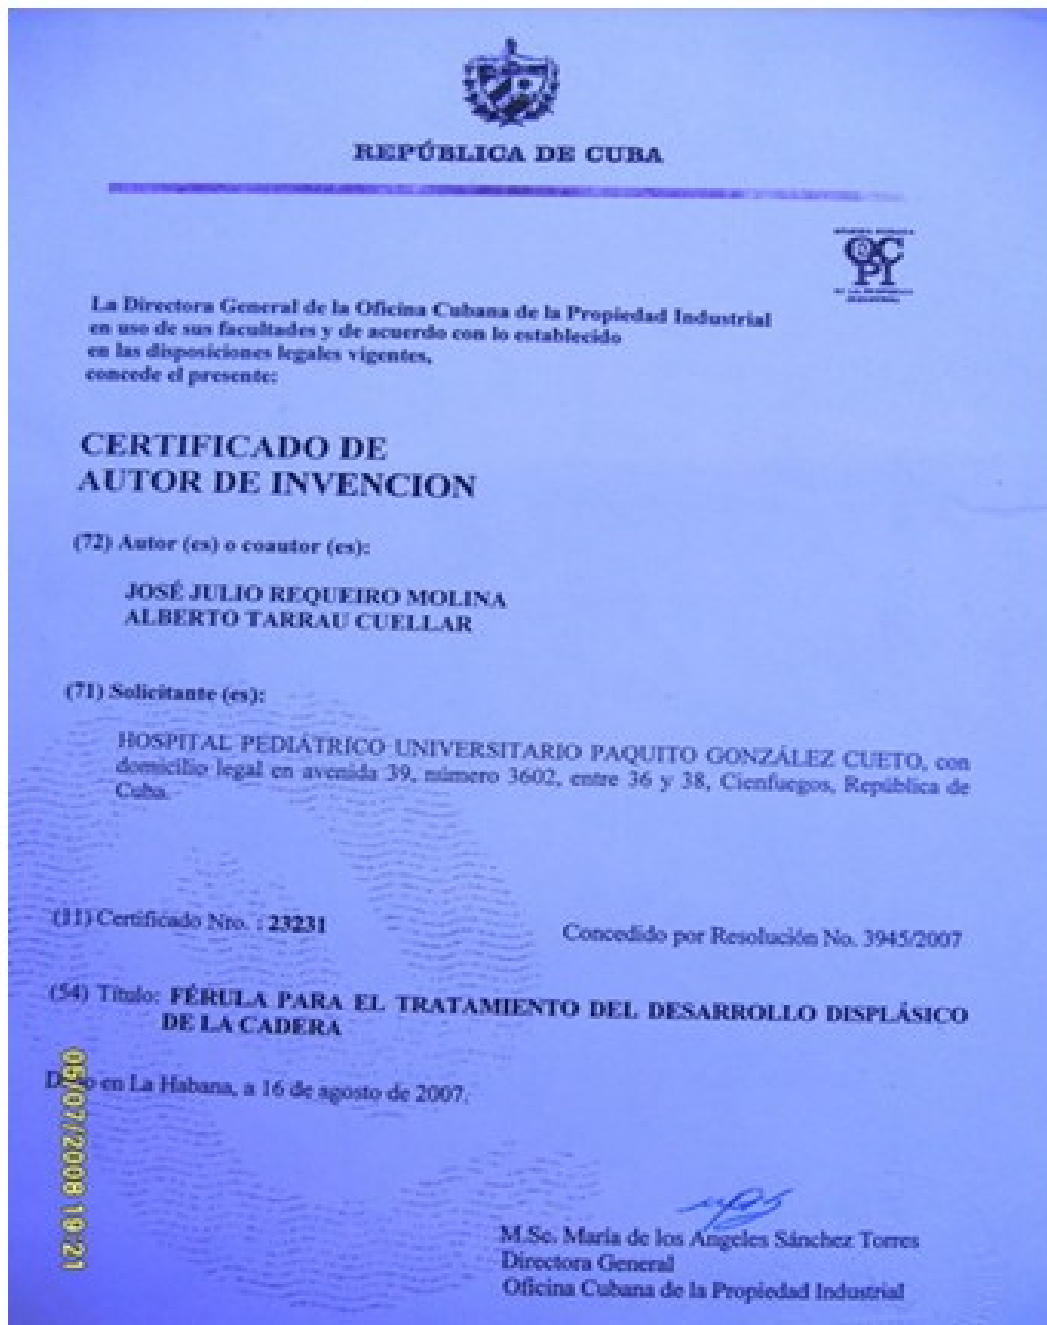 REPÚBLICA DE CUBA
OCPI
La Directora General de la Oficina Cubana de la Propiedad Industrial
en uso de sus facultades y de acuerdo con lo establecido
en las disposiciones legales vigentes,
concede el presente:
CERTIFICADO DE
AUTOR DE INVENCION
(72) Autor (es) o coautor (es):
JOSÉ JULIO REQUEIRO MOLINA
ALBERTO TARRAU CUELLAR
(71) Solicitante (es):
HOSPITAL PEDIÁTRICO UNIVERSITARIO PAQUITO GONZÁLEZ CUETO, con
domicilio legal en avenida 39, número 3602, entre 36 y 38, Cienfuegos, República de
Cuba.
(11) Certificado Nro. : 23231
Concedido por Resolución No. 3945/2007
(54) Título: FÉRULA PARA EL TRATAMIENTO DEL DESARROLLO DISPLÁSICO
DE LA CADERA
en La Habana, a 16 de agosto de 2007.
M.Sc. María de los Angeles Sánchez Torres
Directora General
Oficina Cubana de la Propiedad Industrial
05/07/2008 19:21